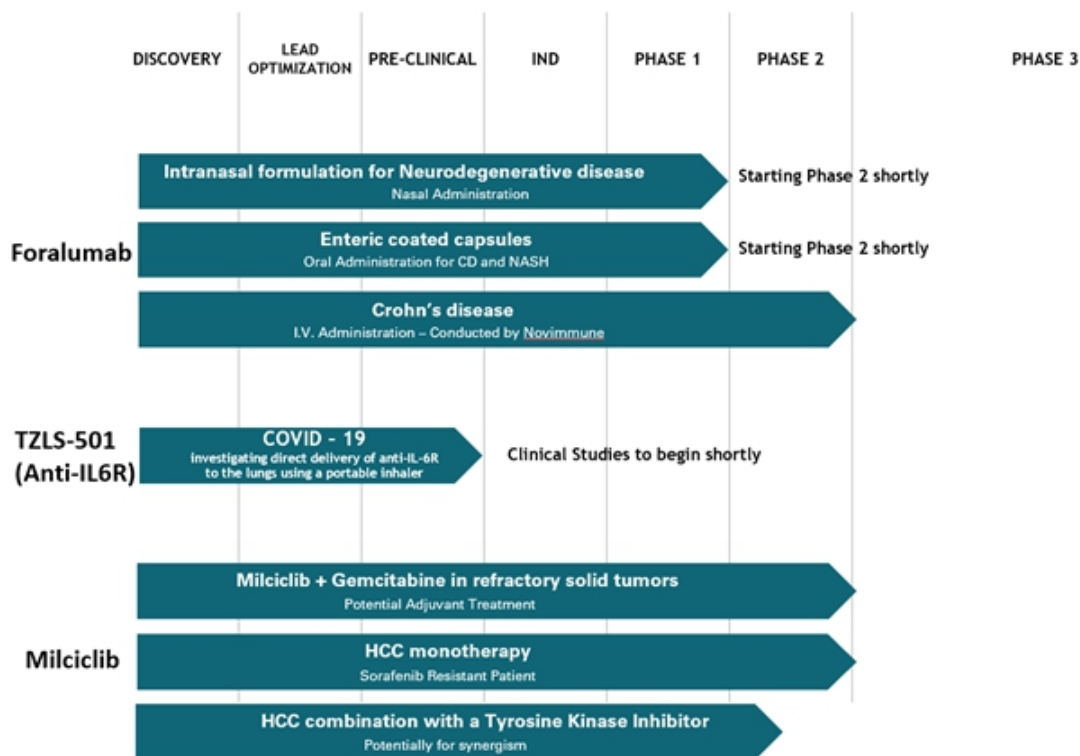 DISCOVERY
LEAD
OPTIMIZATION
PRE-CLINICAL
IND
PHASE 1
PHASE 2
PHASE 3
Foralumab
Intranasal formulation for Neurodegenerative disease
Nasal Administration
Starting Phase 2 shortly
Enteric coated capsules
Oral Administration for CD and NASH
Starting Phase 2 shortly
Crohn's disease
I.V. Administration – Conducted by Novimmune
TZLS-501
(Anti-IL6R)
COVID – 19
investigating direct delivery of anti-IL-6R
to the lungs using a portable inhaler
Clinical Studies to begin shortly
Milciclib
Milciclib + Gemcitabine in refractory solid tumors
Potential Adjuvant Treatment
HCC monotherapy
Sorafenib Resistant Patient
HCC combination with a Tyrosine Kinase Inhibitor
Potentially for synergism